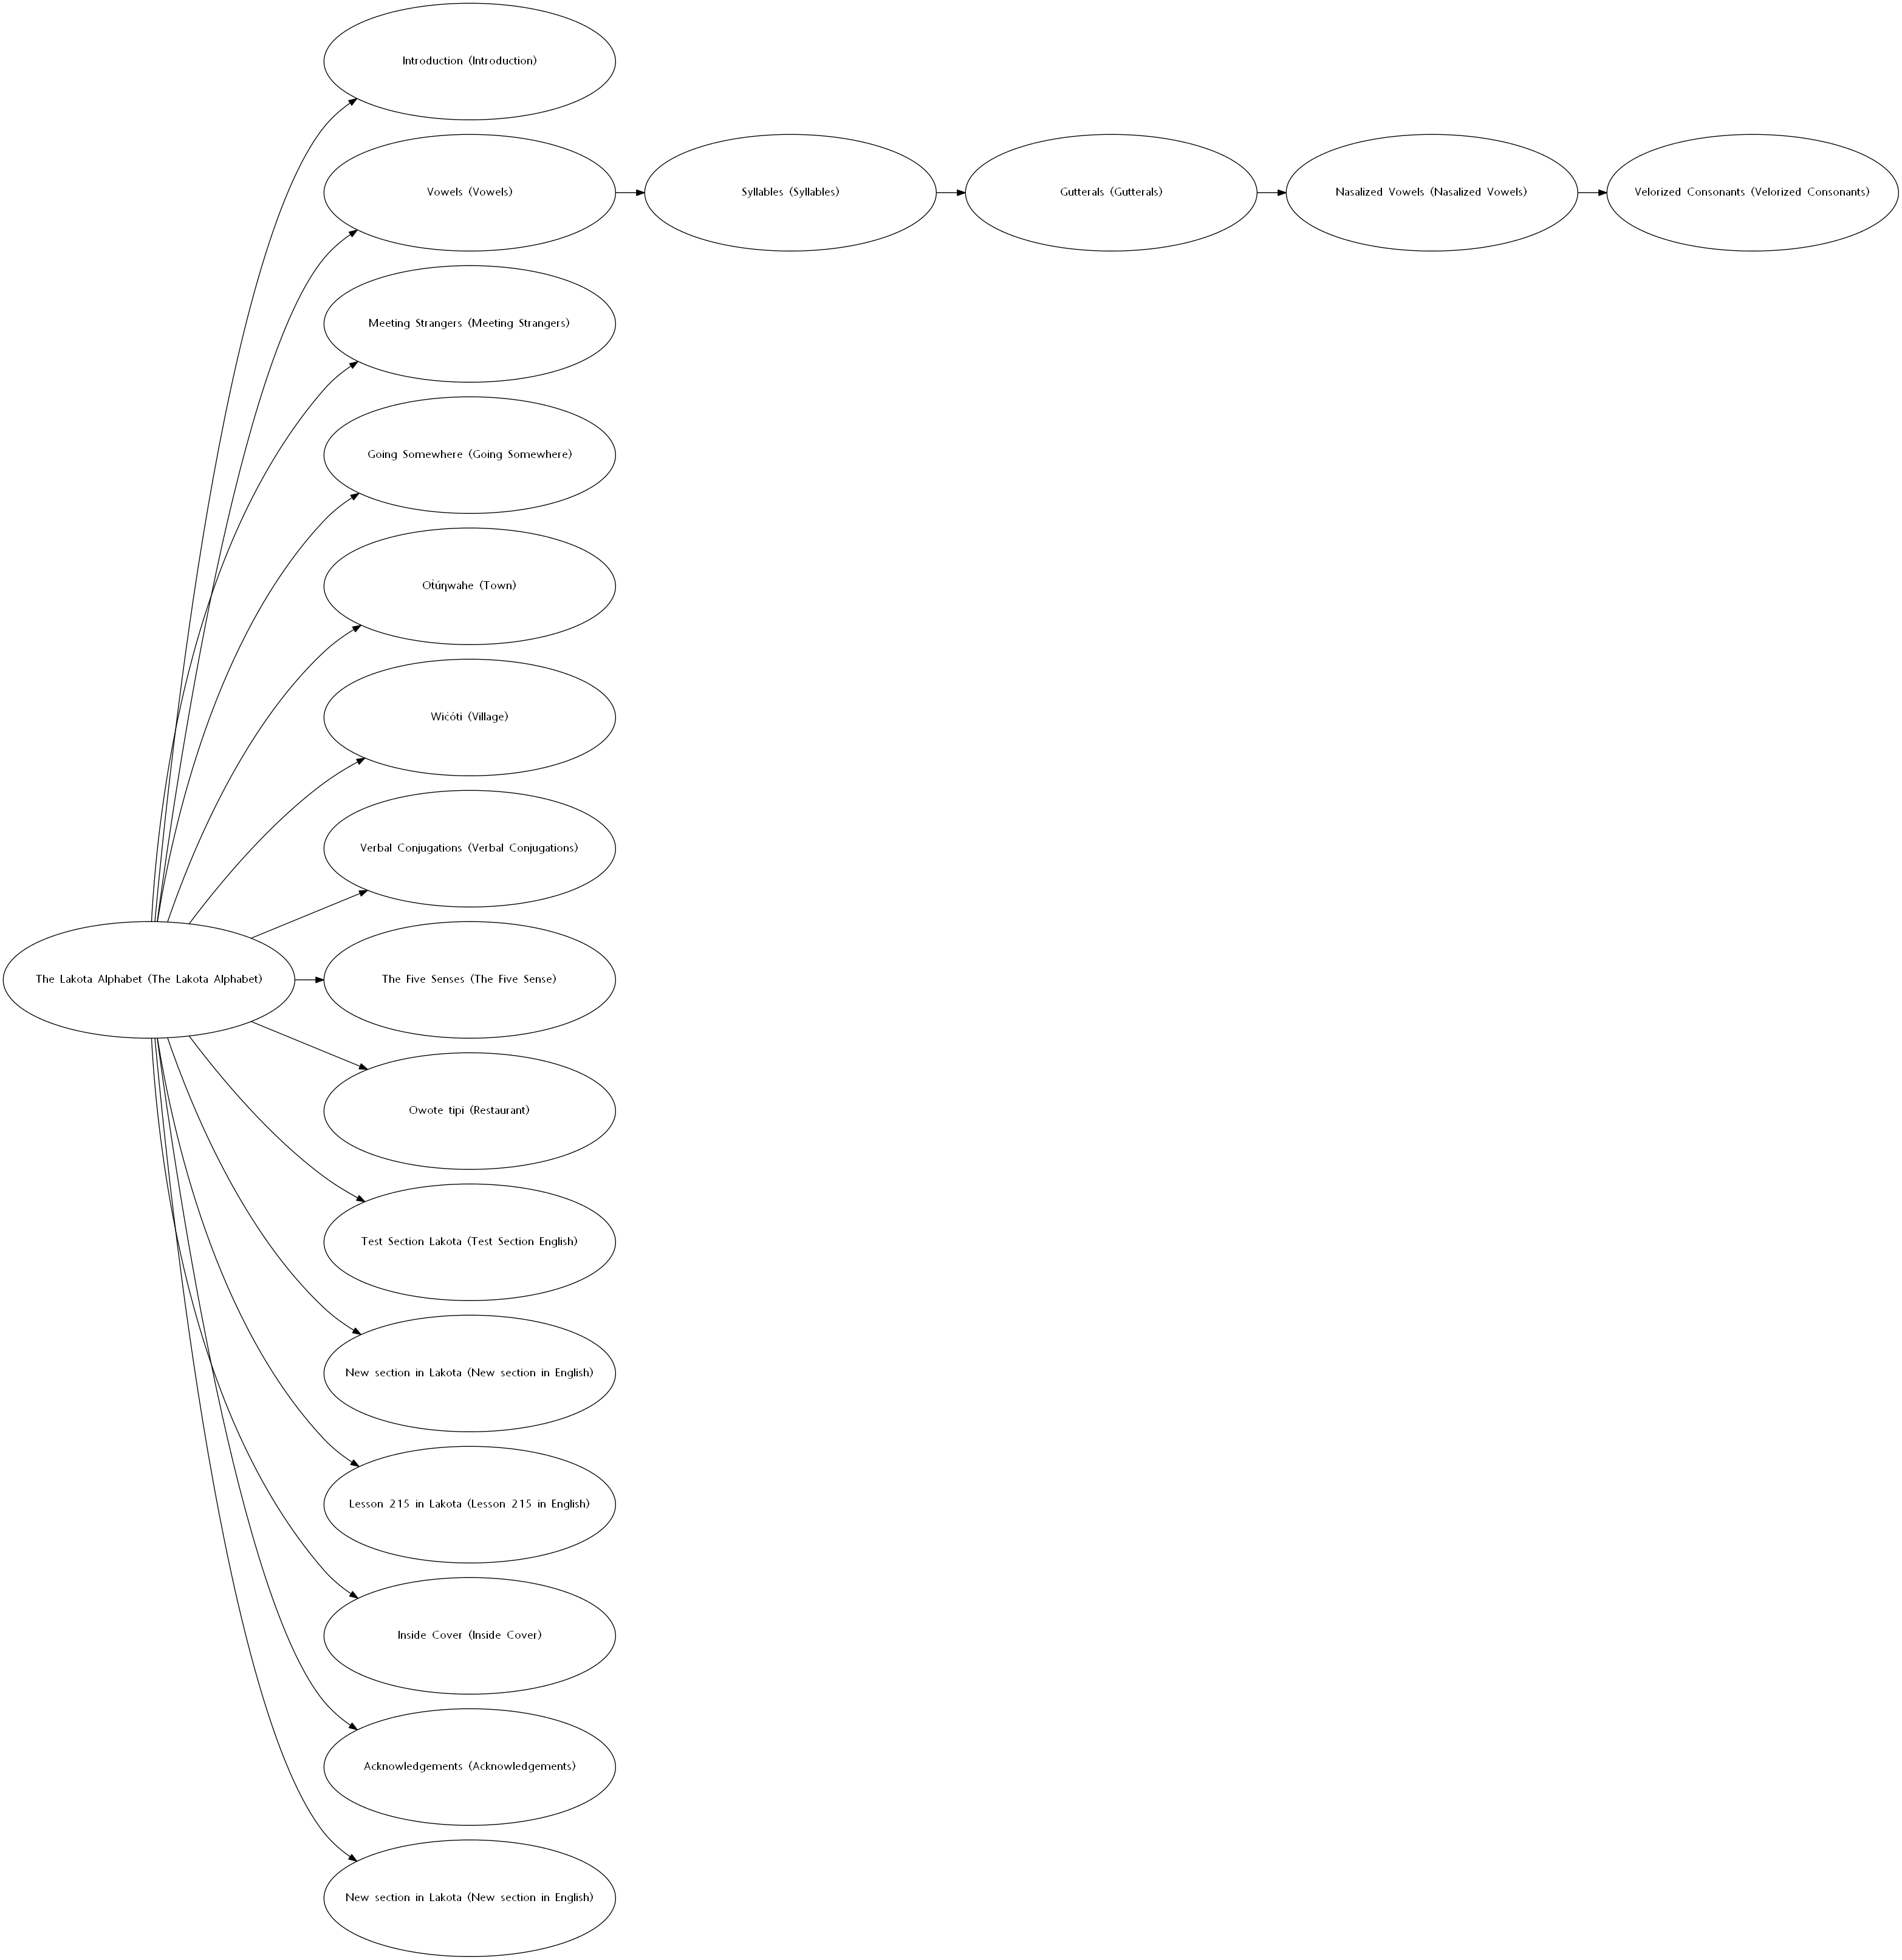 Introduction (Introduction)
Vowels (Vowels)
Syllables (Syllables)
Gutterals (Gutterals)
Nasalized Vowels (Nasalized Vowels)
Velorized Consonants (Velorized Consonants)
Meeting Strangers (Meeting Strangers)
Going Somewhere (Going Somewhere)
Oṫúŋwahe (Town)
Wiċóti (Village)
Verbal Conjugations (Verbal Conjugations)
The Lakota Alphabet (The Lakota Alphabet)
The Five Senses (The Five Sense)
Owote tipi (Restaurant)
Test Section Lakota (Test Section English)
New section in Lakota (New section in English)
Lesson 215 in Lakota (Lesson 215 in English)
Inside Cover (Inside Cover)
Acknowledgements (Acknowledgements)
New section in Lakota (New section in English)